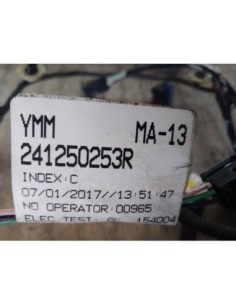 YMM MA-13
241250253R
INDEX:C
07/01/2017//13:51:47
NO OPERATOR:00965
ELEC TEST: 154004